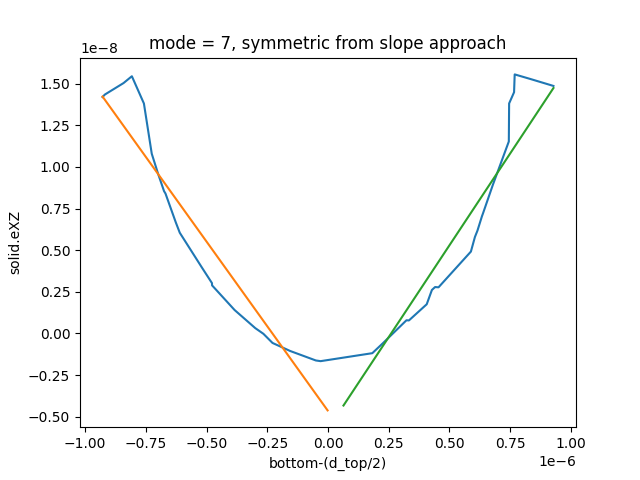 mode = 7, symmetric from slope approach
1e−8
1.50
1.25
1.00
0.75
0.50
0.25
0.00
−0.25
−0.50
solid.eXZ
−1.00 −0.75 −0.50 −0.25 0.00 0.25 0.50 0.75 1.00
bottom-(d_top/2)
1e−6